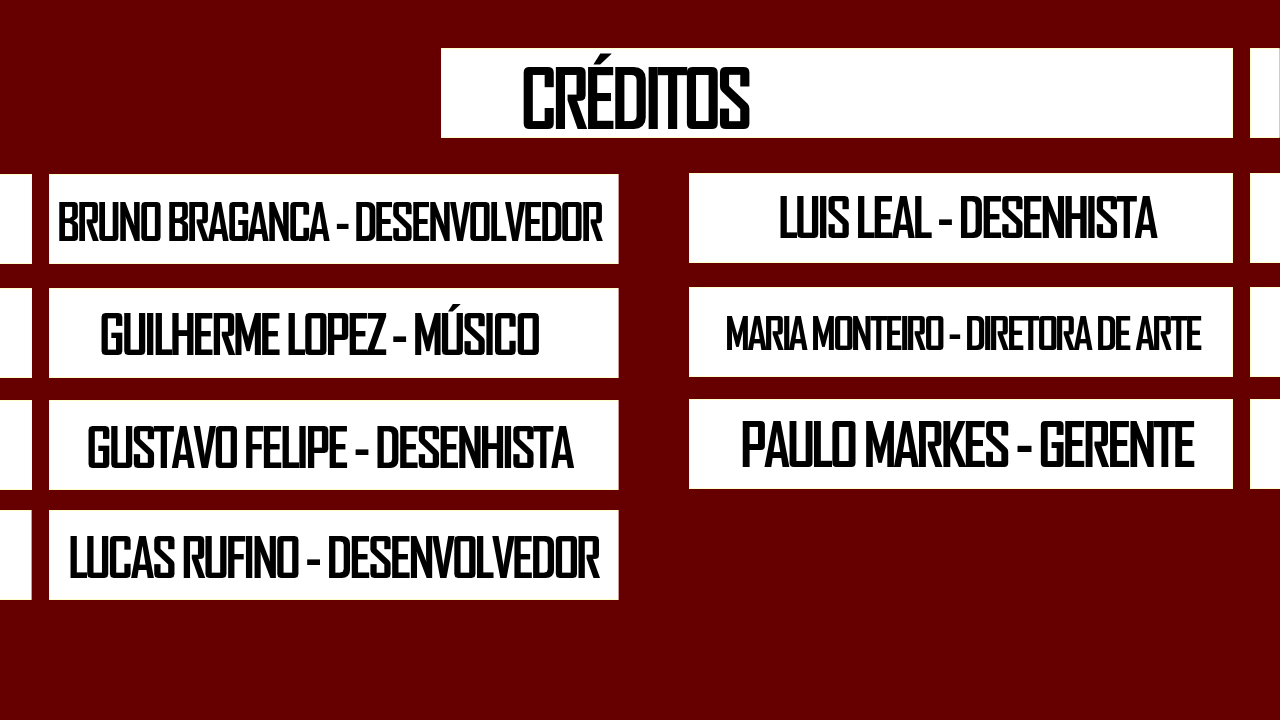 CRÉDITOS
BRUNO BRAGANCA - DESENVOLVEDOR
GUILHERME LOPEZ - MÚSICO
GUSTAVO FELIPE - DESENHISTA
LUCAS RUFINO - DESENVOLVEDOR
LUIS LEAL - DESENHISTA
MARIA MONTEIRO - DIRETORA DE ARTE
PAULO MARKES - GERENTE